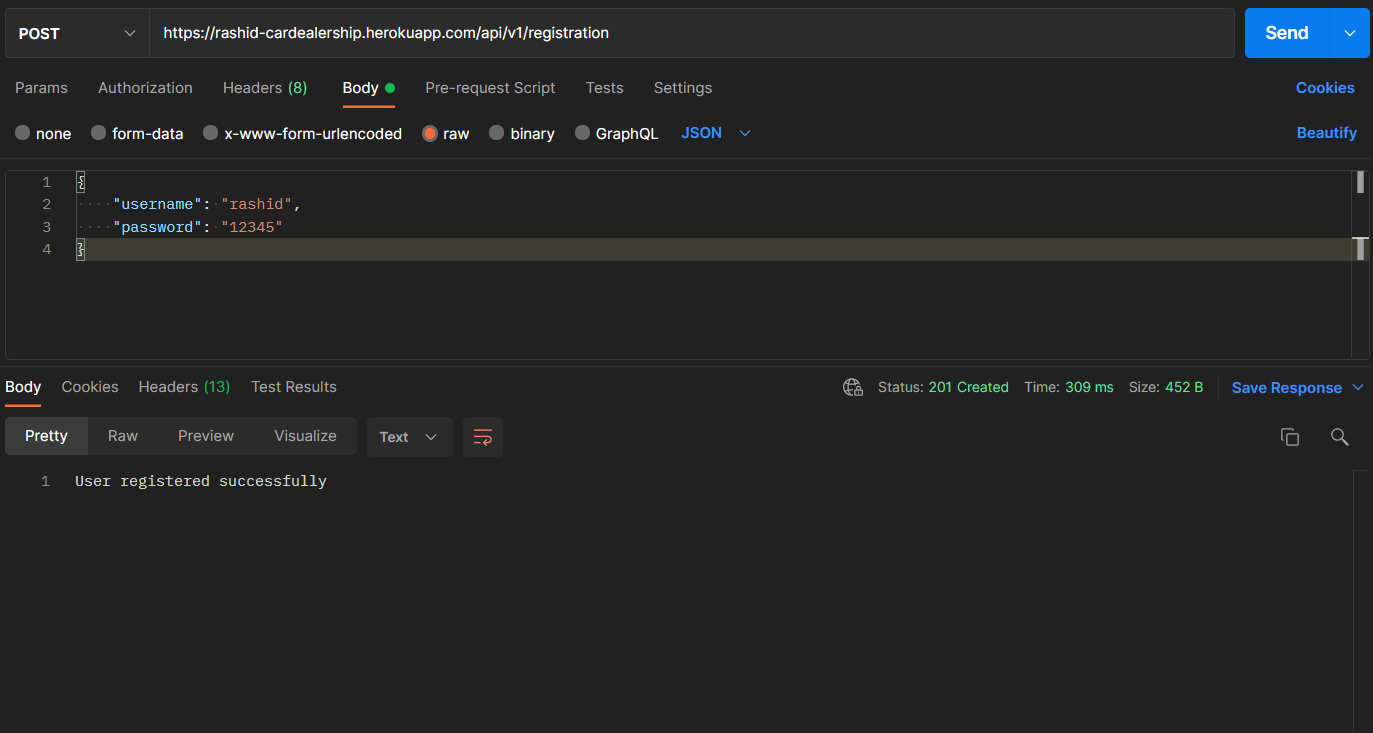 POST https://rashid-cardealership.herokuapp.com/api/v1/registration Send
Params Authorization Headers (8) Body Pre-request Script Tests Settings Cookies
none form-data x-www-form-urlencoded raw binary GraphQL JSON Beautify
1 {
2 "username": "rashid",
3 "password": "12345"
4 }
Body Cookies Headers (13) Test Results Status: 201 Created Time: 309 ms Size: 452 B Save Response
Pretty Raw Preview Visualize Text
1 User registered successfully